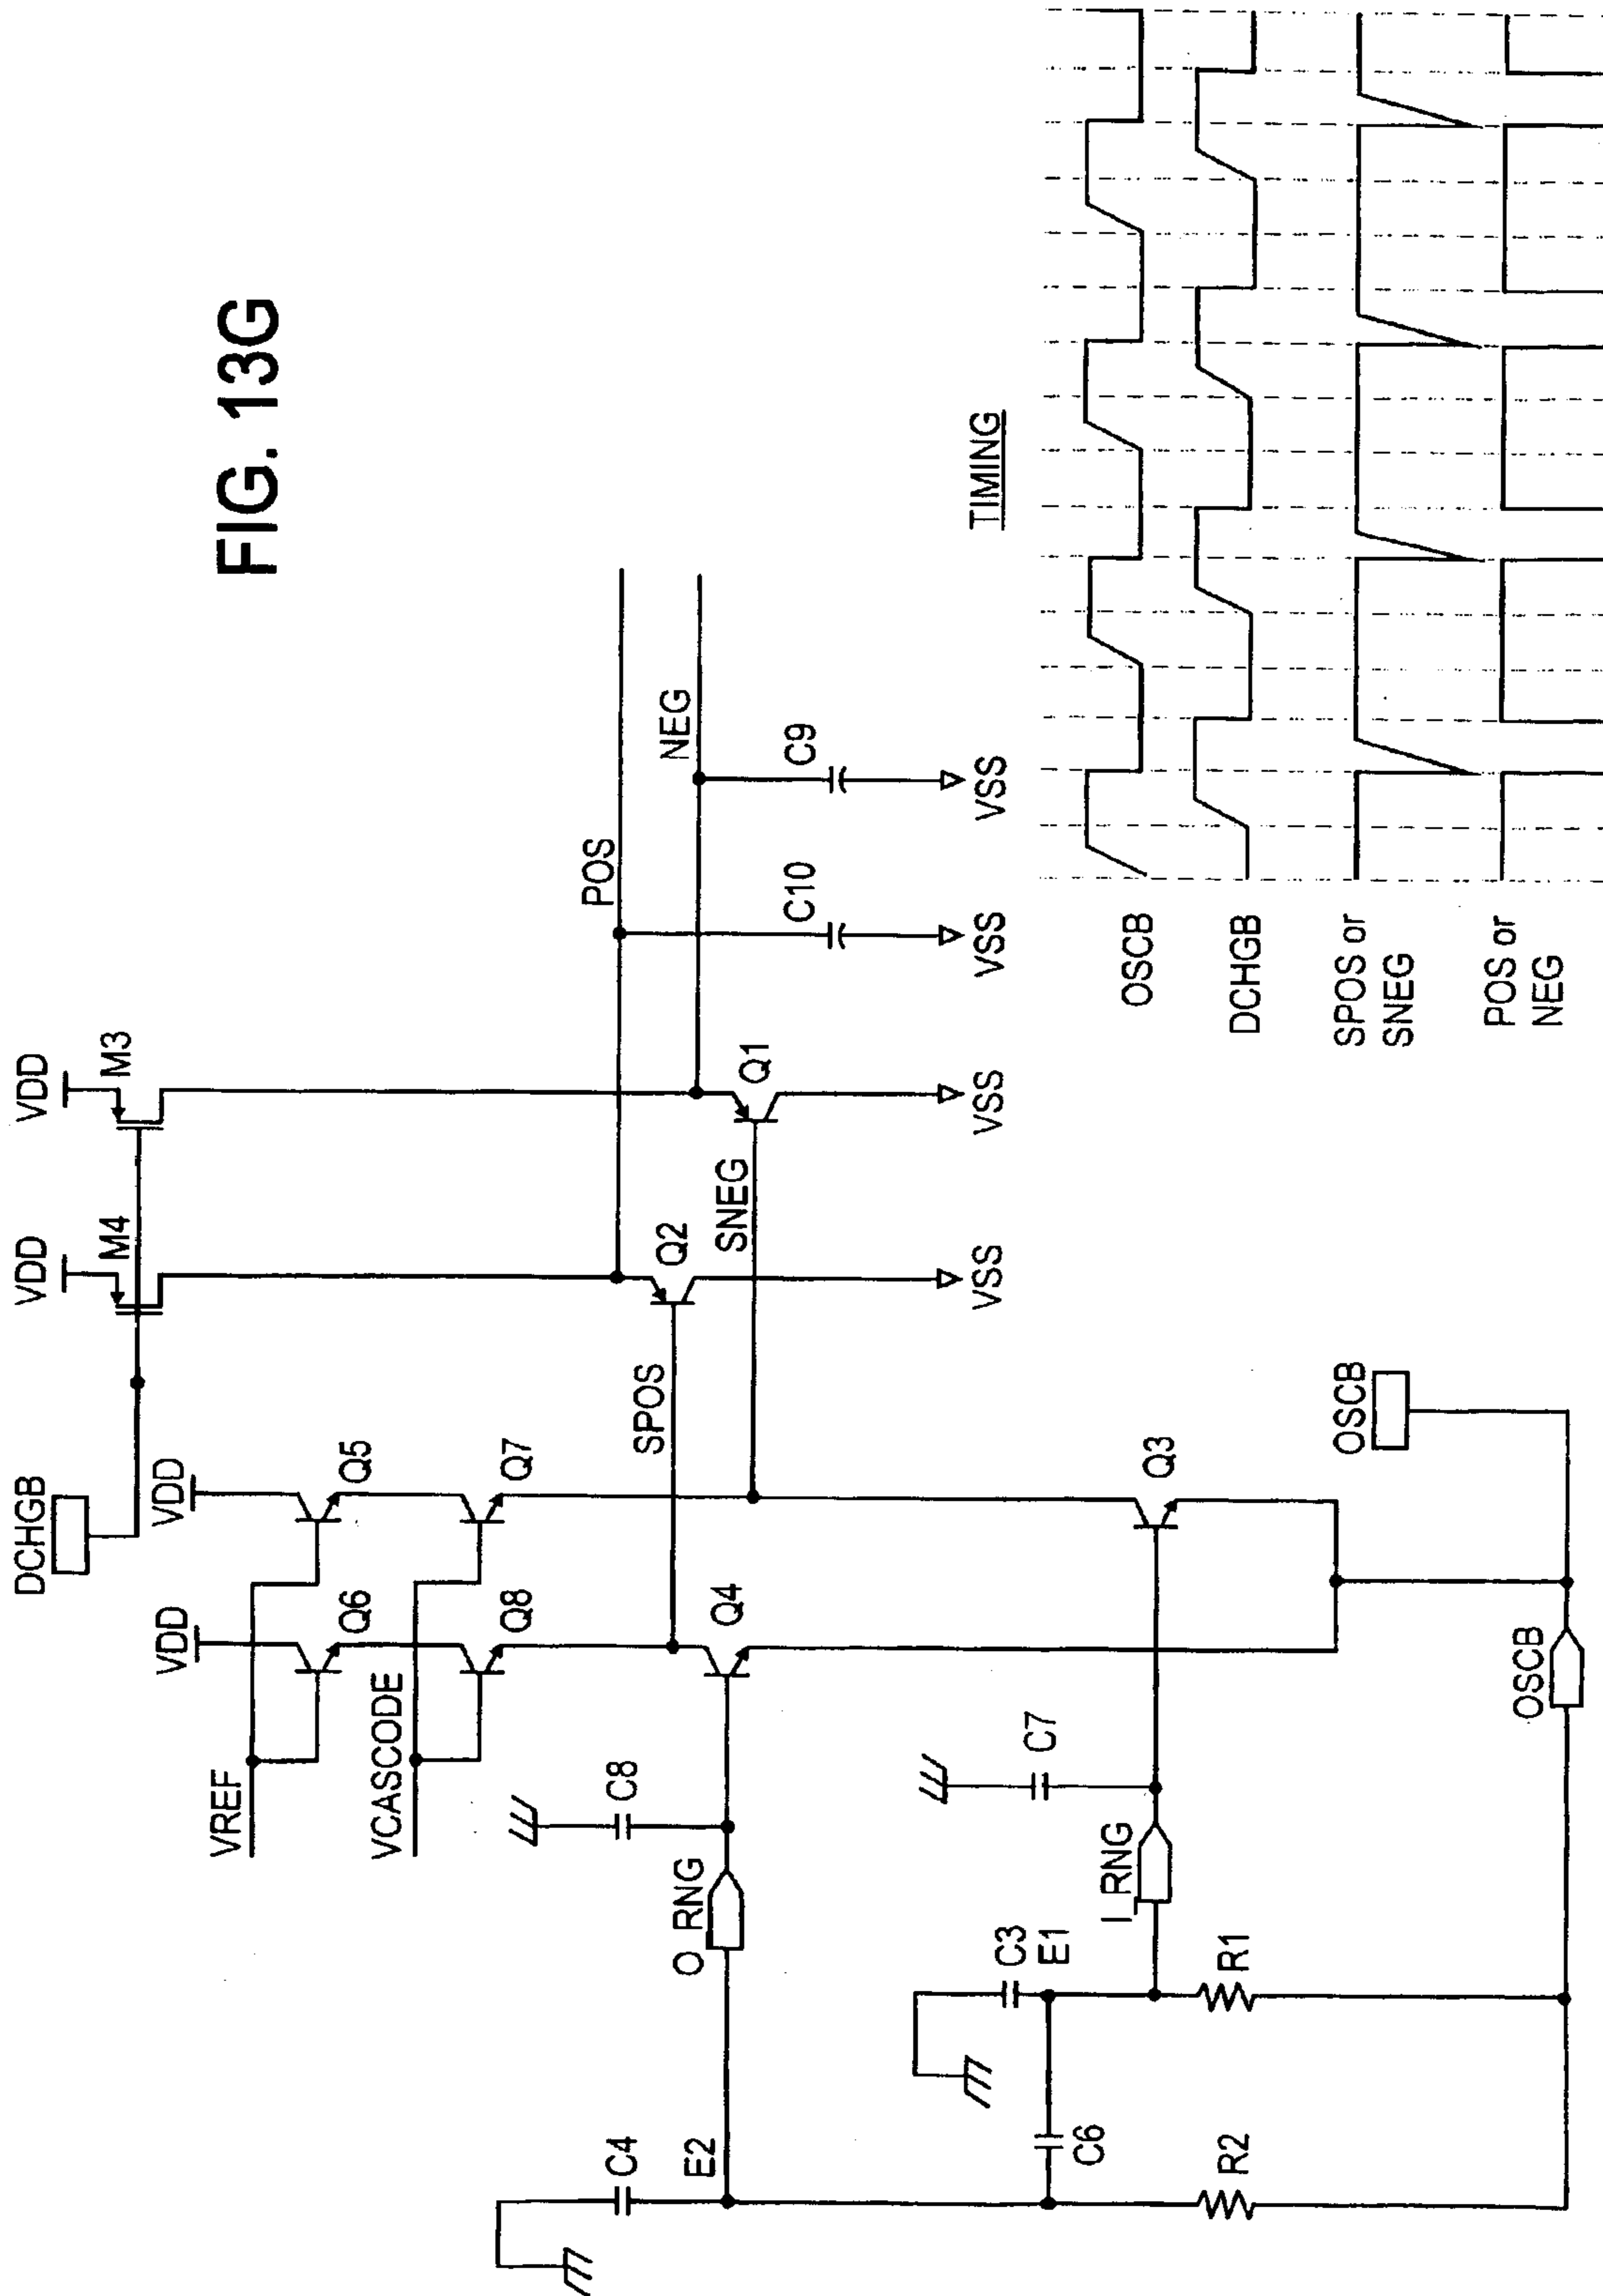 FIG. 13G
DCHGB
VDD
M4
VDD
M3
VDD
Q6
VDD
Q5
VREF
Q8
Q7
VCASCODE
SPOS
Q2
POS
NEG
SNEG
Q1
C10
C9
VSS
VSS
VSS
VSS
C8
O_RNG
Q4
C4
E2
C7
I_RNG
Q3
C3
E1
C6
R2
R1
OSCB
OSCB
TIMING
OSCB
DCHGB
SPOS or
SNEG
POS or
NEG